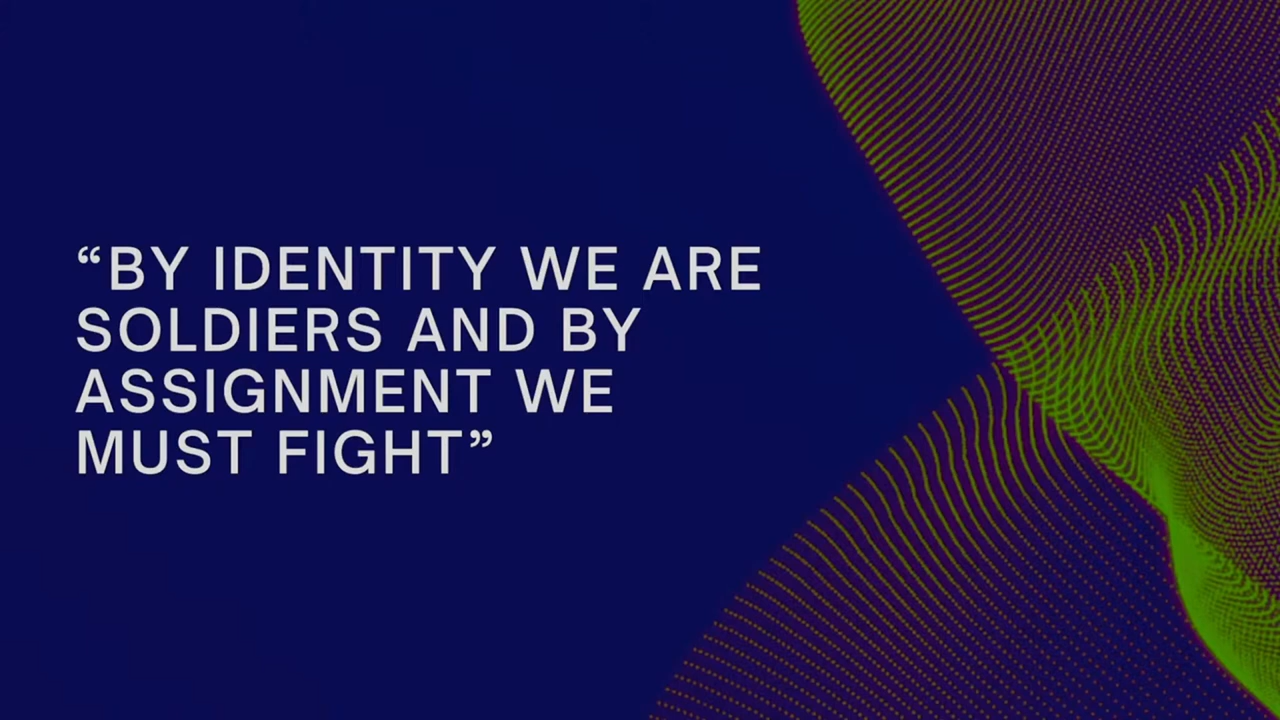 “BY IDENTITY WE ARE
SOLDIERS AND BY
ASSIGNMENT WE
MUST FIGHT”